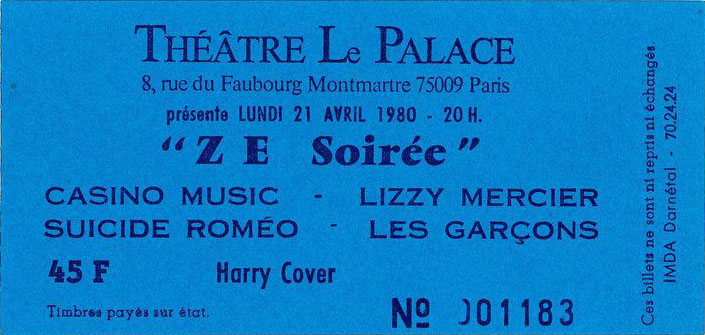 THÉÂTRE LE PALACE
8, rue du Faubourg Montmartre 75009 Paris
présente LUNDI 21 AVRIL 1980 - 20 H.
"ZE Soirée"
CASINO MUSIC - LIZZY MERCIER
SUICIDE ROMÉO - LES GARÇONS
45 F Harry Cover
Timbres payés sur état.
Nº 001183
Ces billets ne sont ni repris ni échangés
IMDA Darnétal - 70.24.24